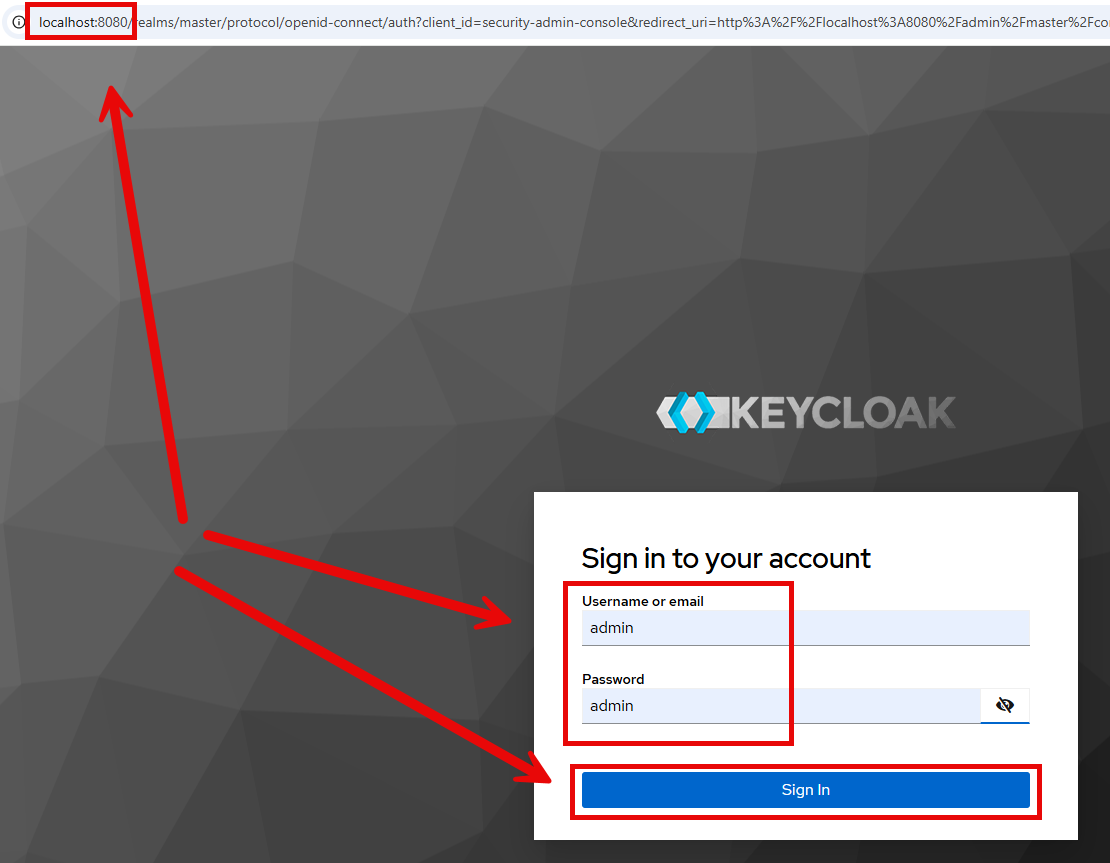 localhost:8080/realms/master/protocol/openid-connect/auth?client_id=security-admin-console&redirect_uri=http%3A%2F%2Flocalhost%3A8080%2Fadmin%2Fmaster%2Fco
KEYCLOAK
Sign in to your account
Username or email
admin
Password
admin
Sign In